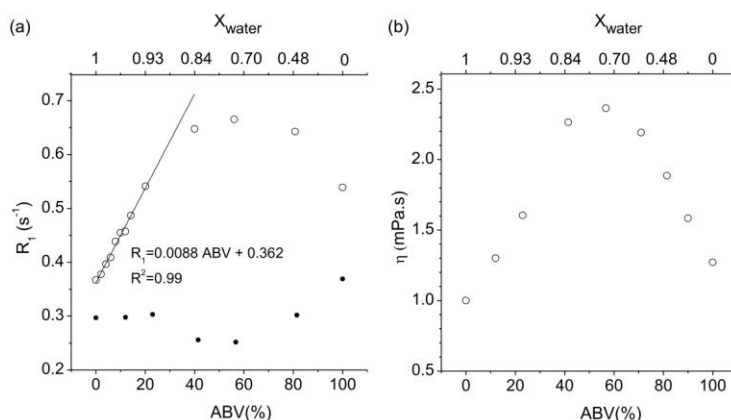 (a)
X_water
1 0.93 0.84 0.70 0.48 0
0.7
0.6
0.5
0.4
0.3
0.2
R₁ (s⁻¹)
R₁=0.0088 ABV + 0.362
R²=0.99
0 20 40 60 80 100
ABV(%)
(b)
X_water
1 0.93 0.84 0.70 0.48 0
2.5
2.0
1.5
1.0
0.5
η (mPa.s)
0 20 40 60 80 100
ABV(%)